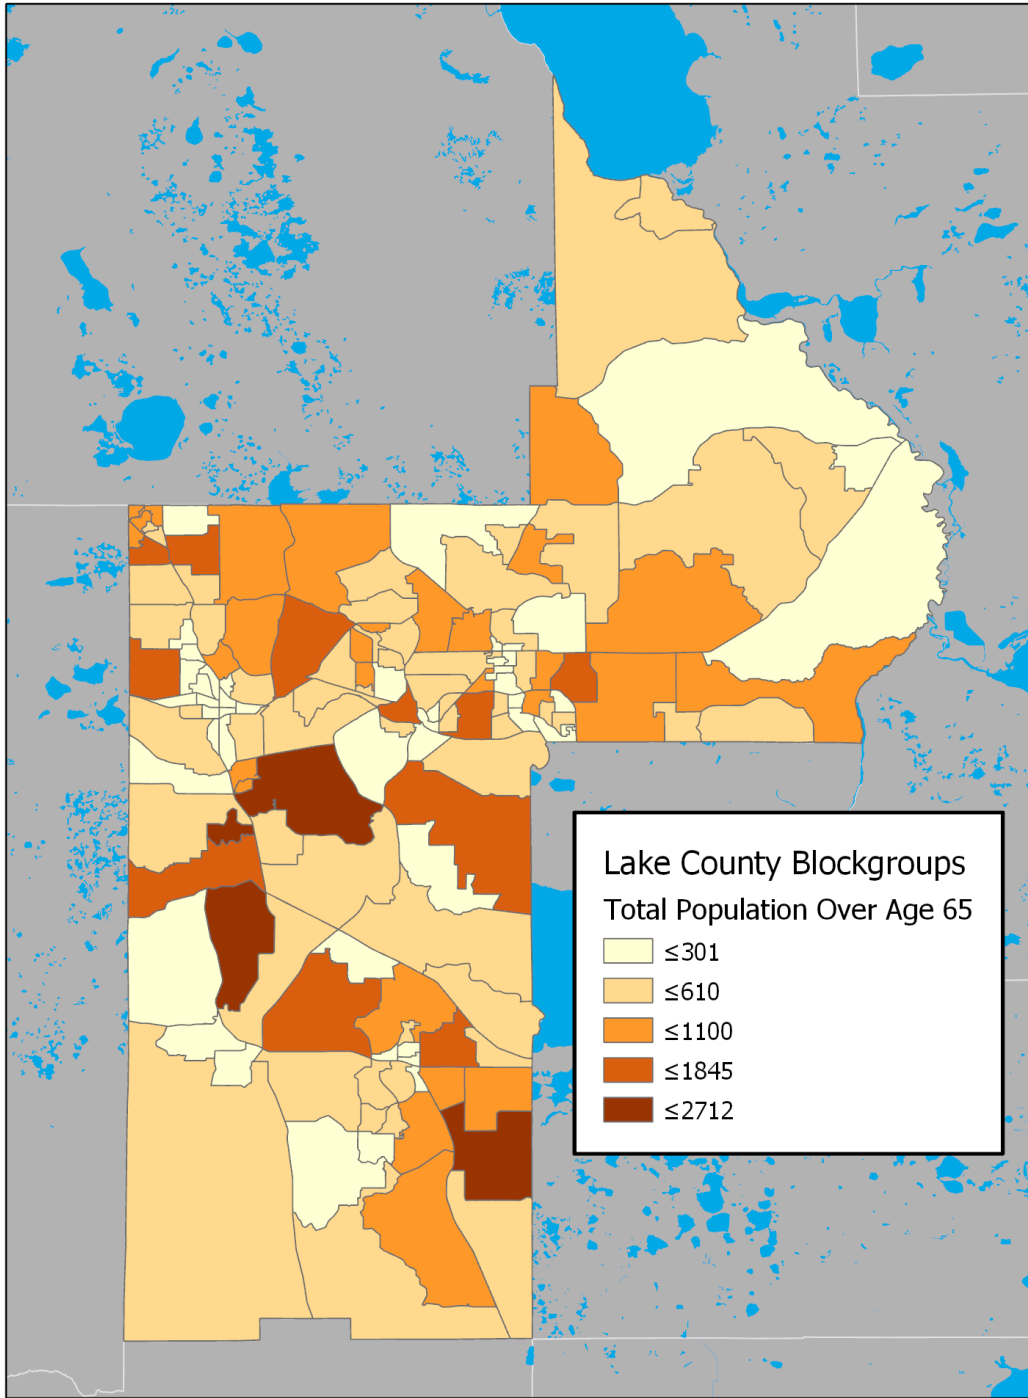 Lake County Blockgroups
Total Population Over Age 65
≤301
≤610
≤1100
≤1845
≤2712